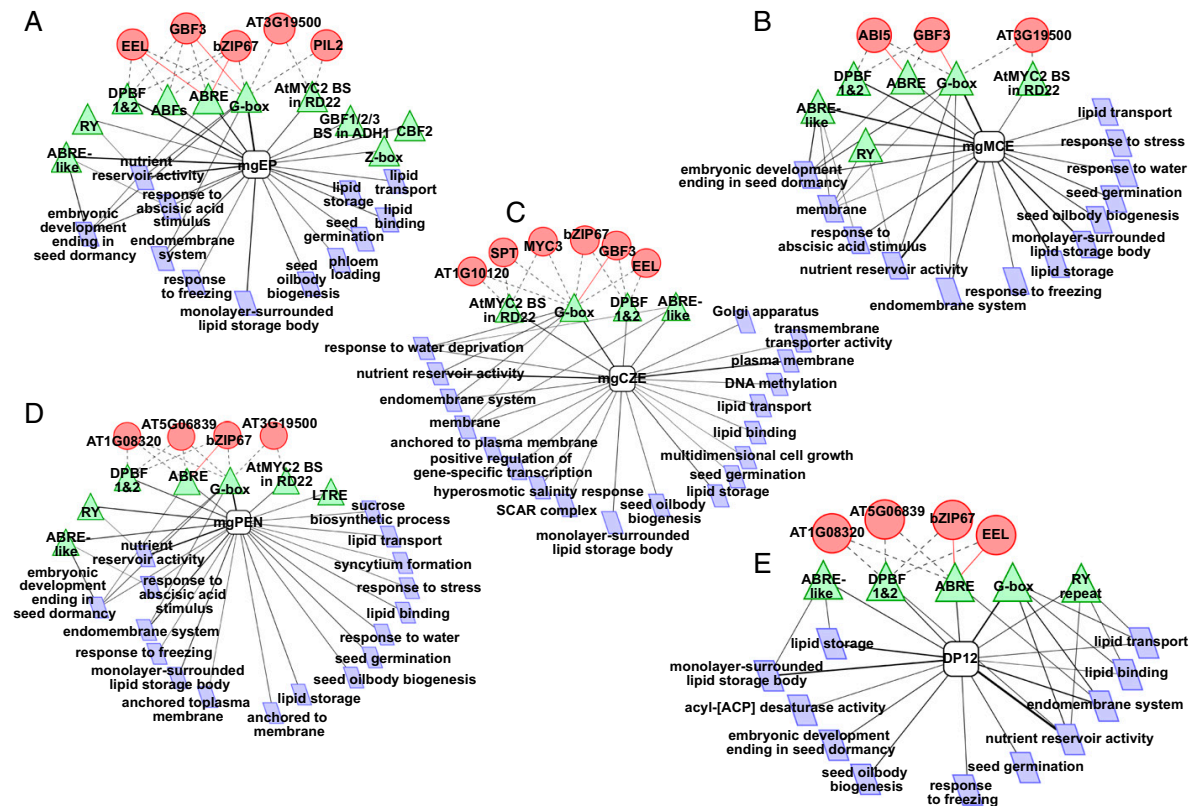 A
EEL
GBF3
bZIP67
AT3G19500
PIL2
DPBF
1&2
ABFs
ABRE
G-box
AtMYC2 BS
in RD22
GBF1/2/3
BS in ADH1
CBF2
Z-box
RY
ABRE-
like
mgEP
nutrient
reservoir activity
response to
abscisic acid
stimulus
embryonic
development
ending in
seed dormancy
endomembrane
system
response
to freezing
monolayer-surrounded
lipid storage body
seed
oilbody
biogenesis
phloem
loading
seed
germination
lipid
storage
lipid
binding
lipid
transport
B
ABI5
GBF3
AT3G19500
DPBF
1&2
ABRE
G-box
AtMYC2 BS
in RD22
ABRE-
like
RY
mgMCE
lipid transport
response to stress
response to water
seed germination
seed oilbody biogenesis
monolayer-surrounded
lipid storage body
lipid storage
response to freezing
endomembrane system
nutrient reservoir activity
response to
abscisic acid stimulus
membrane
embryonic development
ending in seed dormancy
C
AT1G10120
SPT
MYC3
bZIP67
GBF3
EEL
AtMYC2 BS
in RD22
G-box
DPBF
1&2
ABRE-
like
mgCZE
Golgi apparatus
transmembrane
transporter activity
plasma membrane
DNA methylation
lipid transport
lipid binding
multidimensional cell growth
seed germination
lipid storage
seed oilbody
biogenesis
monolayer-surrounded
lipid storage body
SCAR complex
hyperosmotic salinity response
positive regulation of
gene-specific transcription
anchored to plasma membrane
membrane
endomembrane system
nutrient reservoir activity
response to water deprivation
D
AT1G08320
AT5G06839
bZIP67
AT3G19500
DPBF
1&2
ABRE
G-box
AtMYC2 BS
in RD22
LTRE
RY
ABRE-
like
mgPEN
nutrient
reservoir activity
response to
abscisic acid
stimulus
embryonic
development
ending in
seed dormancy
endomembrane system
response to freezing
monolayer-surrounded
lipid storage body
anchored toplasma
membrane
anchored to
membrane
lipid storage
seed oilbody biogenesis
seed germination
response to water
lipid binding
response to stress
syncytium formation
lipid transport
sucrose
biosynthetic process
E
AT1G08320
AT5G06839
bZIP67
EEL
ABRE-
like
DPBF
1&2
ABRE
G-box
RY
repeat
DP12
lipid storage
monolayer-surrounded
lipid storage body
acyl-[ACP] desaturase activity
embryonic development
ending in seed dormancy
seed oilbody
biogenesis
response
to freezing
seed germination
nutrient reservoir activity
endomembrane system
lipid binding
lipid transport